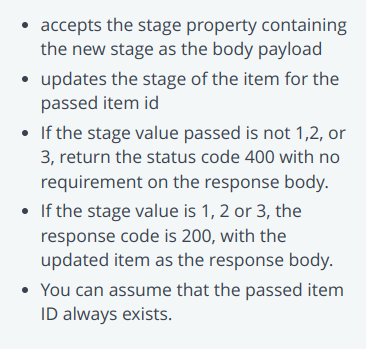 • accepts the stage property containing
the new stage as the body payload
• updates the stage of the item for the
passed item id
• If the stage value passed is not 1,2, or
3, return the status code 400 with no
requirement on the response body.
• If the stage value is 1, 2 or 3, the
response code is 200, with the
updated item as the response body.
• You can assume that the passed item
ID always exists.